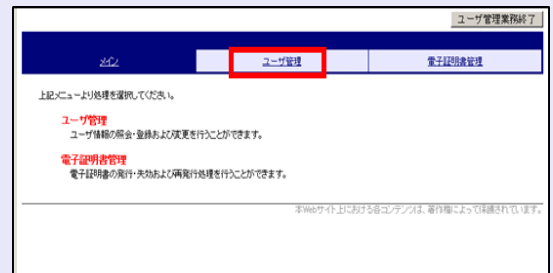 ユーザ管理業務終了
メイン ユーザ管理 電子証明書管理
上記メニューより処理を選択してください。
ユーザ管理
ユーザ情報の照会・登録および変更を行うことができます。
電子証明書管理
電子証明書の発行・失効および再発行処理を行うことができます。
本Webサイト上における各コンテンツは、著作権によって保護されています。